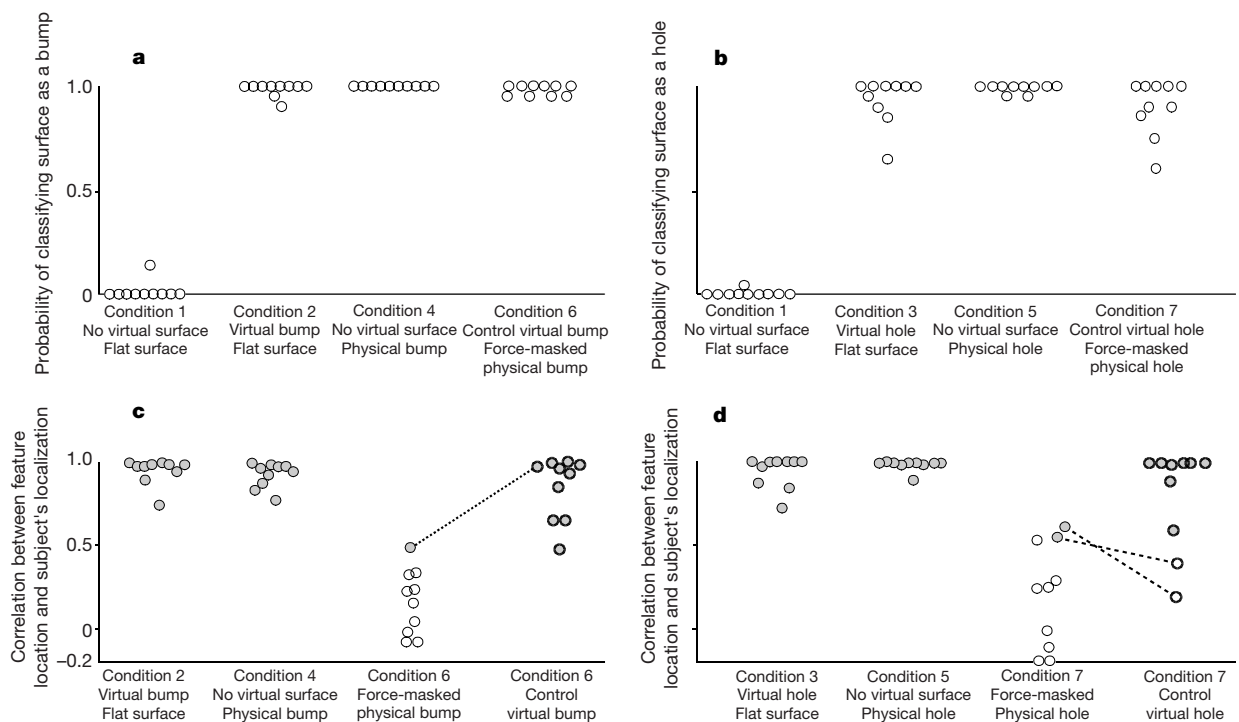 a
Probability of classifying surface as a bump
1.0
0.5
0
Condition 1
No virtual surface
Flat surface
Condition 2
Virtual bump
Flat surface
Condition 4
No virtual surface
Physical bump
Condition 6
Control virtual bump
Force-masked
physical bump
b
Probability of classifying surface as a hole
Condition 1
No virtual surface
Flat surface
Condition 3
Virtual hole
Flat surface
Condition 5
No virtual surface
Physical hole
Condition 7
Control virtual hole
Force-masked
physical hole
c
Correlation between feature
location and subject's localization
1.0
0.5
0
−0.2
Condition 2
Virtual bump
Flat surface
Condition 4
No virtual surface
Physical bump
Condition 6
Force-masked
physical bump
Condition 6
Control
virtual bump
d
Correlation between feature
location and subject's localization
Condition 3
Virtual hole
Flat surface
Condition 5
No virtual surface
Physical hole
Condition 7
Force-masked
Physical hole
Condition 7
Control
virtual hole